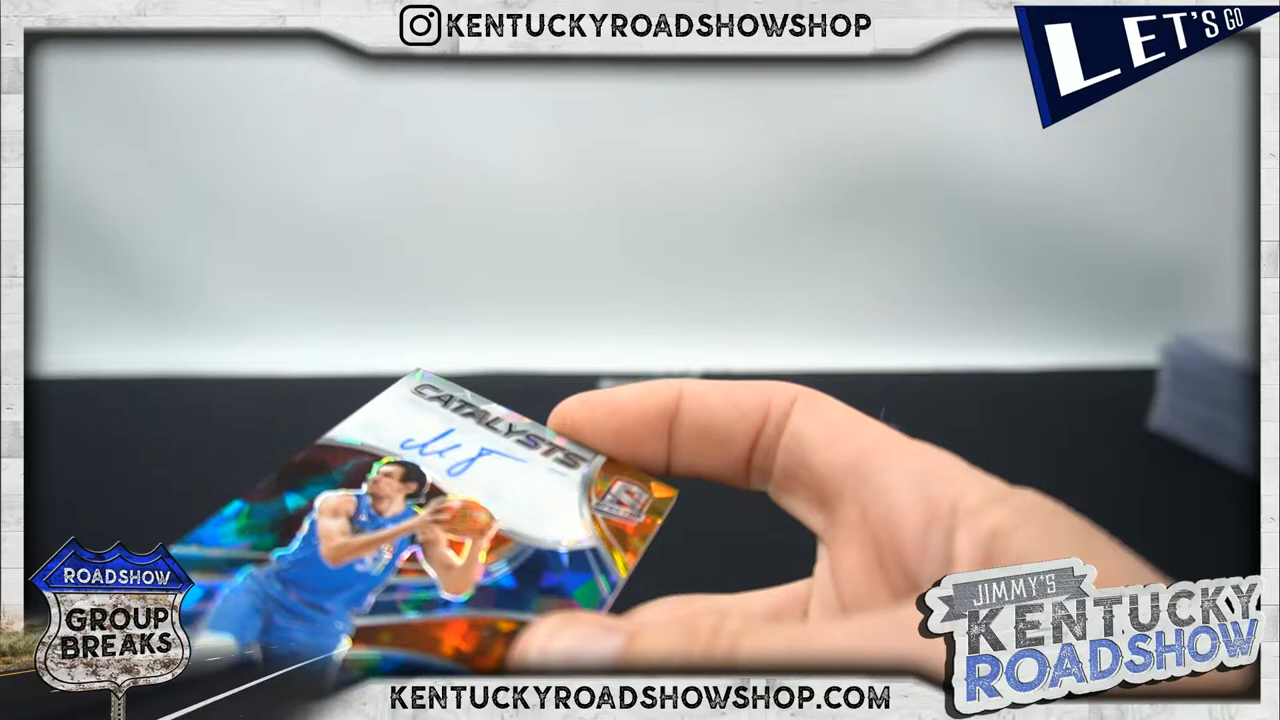 KENTUCKYROADSHOWSHOP
LET'S GO
CATALYSTS
ROADSHOW
GROUP
BREAKS
JIMMY'S
KENTUCKY
ROADSHOW
KENTUCKYROADSHOWSHOP.COM